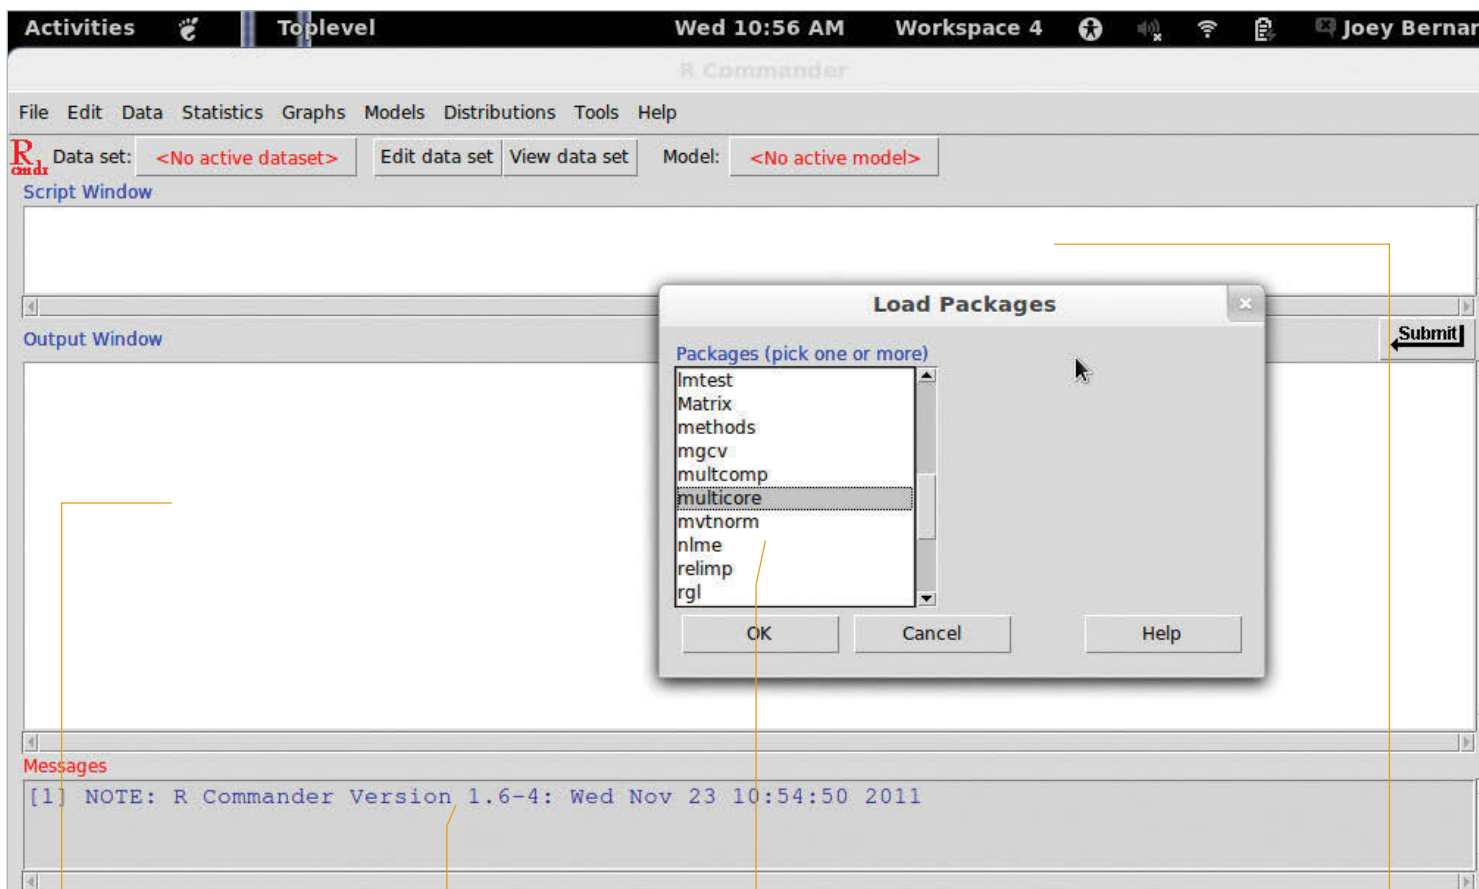 Activities Toplevel Wed 10:56 AM Workspace 4 Joey Bernar
R Commander
File Edit Data Statistics Graphs Models Distributions Tools Help
R cmdr Data set: <No active dataset> Edit data set View data set Model: <No active model>
Script Window
Load Packages
Output Window
Submit
Packages (pick one or more)
lmtest
Matrix
methods
mgcv
multcomp
multicore
mvtnorm
nlme
relimp
rgl
OK Cancel Help
Messages
[1] NOTE: R Commander Version 1.6-4: Wed Nov 23 10:54:50 2011